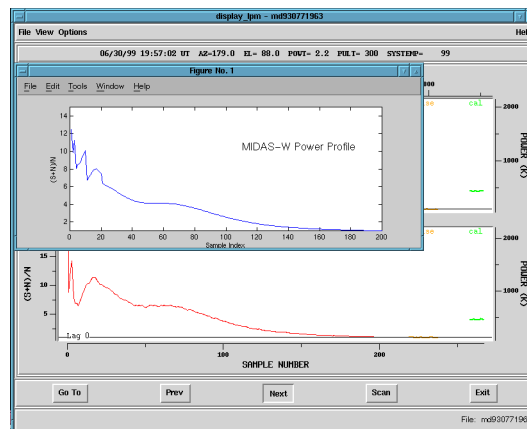 display_lpm - md930771963
File View Options Hel
06/30/99 19:57:02 UT AZ=179.0 EL= 88.0 POWT= 2.2 PULT= 300 SYSTEMP= 99
Figure No. 1
File Edit Tools Window Help
MIDAS-W Power Profile
(S+N)/N
14
12
10
8
6
4
2
0 20 40 60 80 100 120 140 160 180 200
Sample Index
se cal
2000
1000
POWER (K)
se cal
2000
1000
POWER (K)
(S+N)/N
15
10
5
Lag 0
0 100 200
SAMPLE NUMBER
Go To Prev Next Scan Exit
File: md93077196